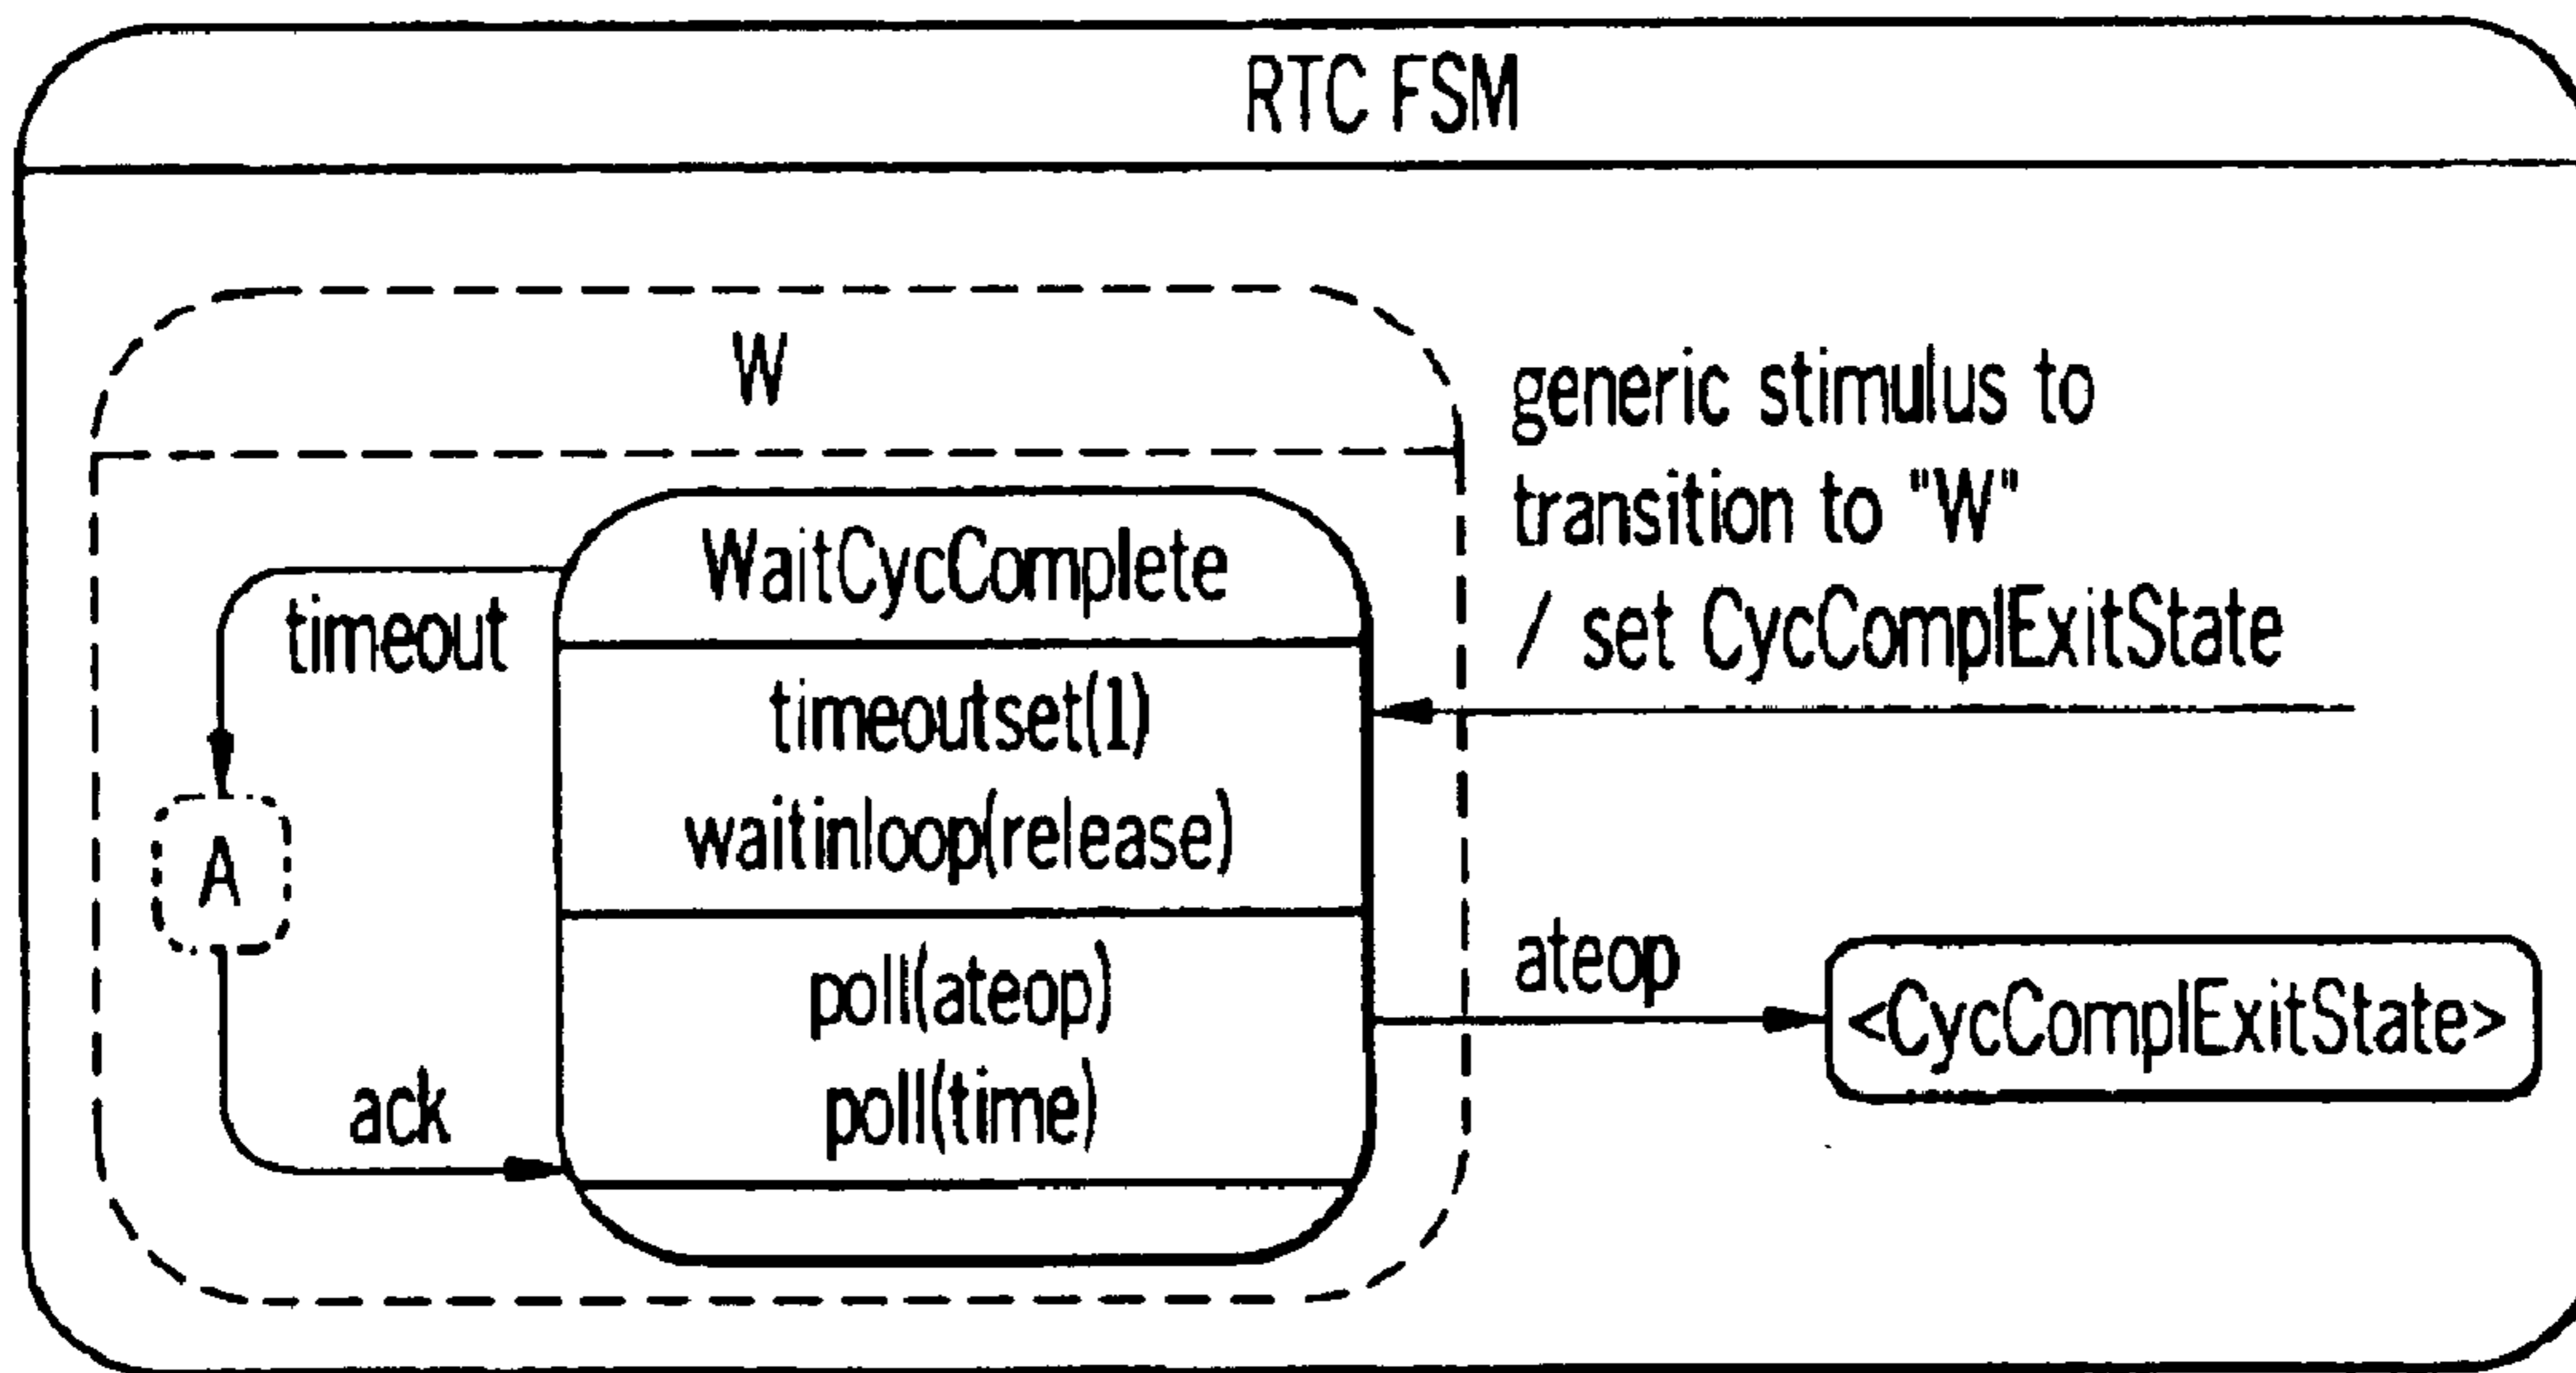 RTC FSM
W
generic stimulus to
transition to "W"
/ set CycComplExitState
WaitCycComplete
timeout
timeoutset(1)
waitinloop(release)
A
ateop
<CycComplExitState>
poll(ateop)
poll(time)
ack